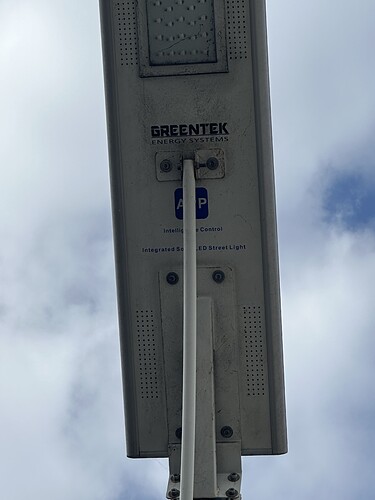 GREENTEK
ENERGY SYSTEMS
A P
Control
Integrated LED Street Light